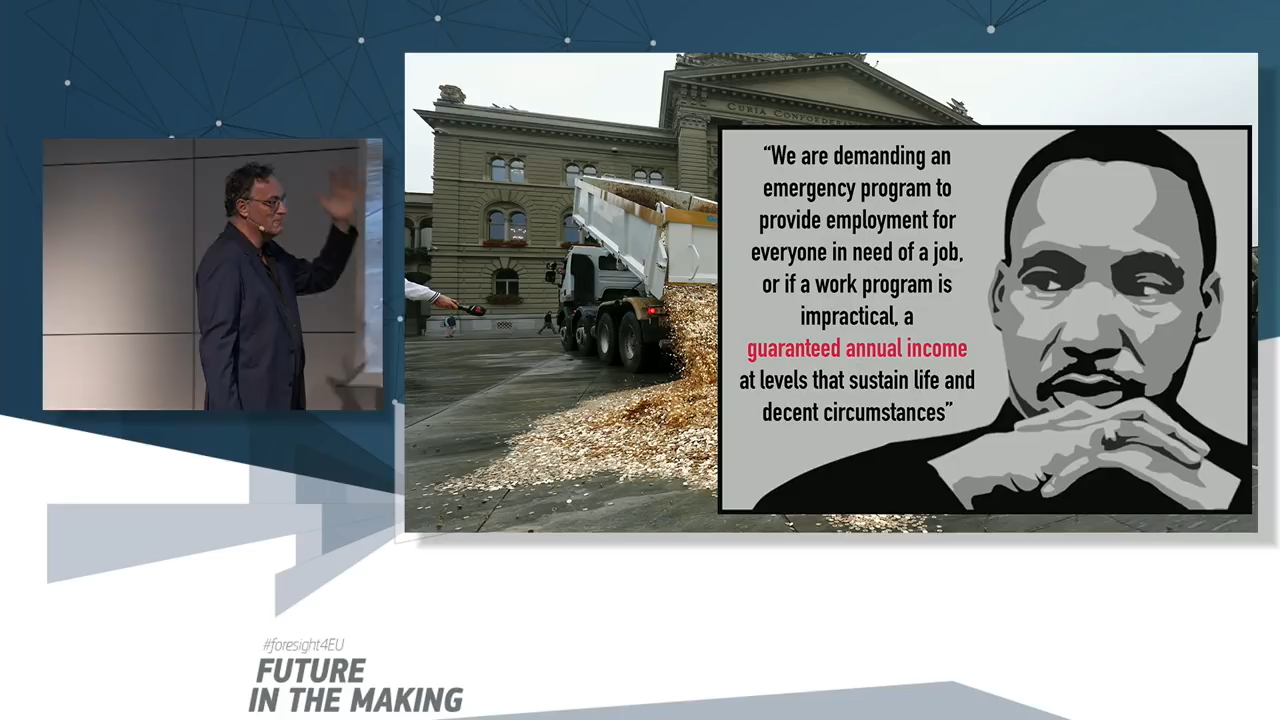 CURIA CONFOEDERA
“We are demanding an
emergency program to
provide employment for
everyone in need of a job,
or if a work program is
impractical, a
guaranteed annual income
at levels that sustain life and
decent circumstances”
#foresight4EU
FUTURE
IN THE MAKING